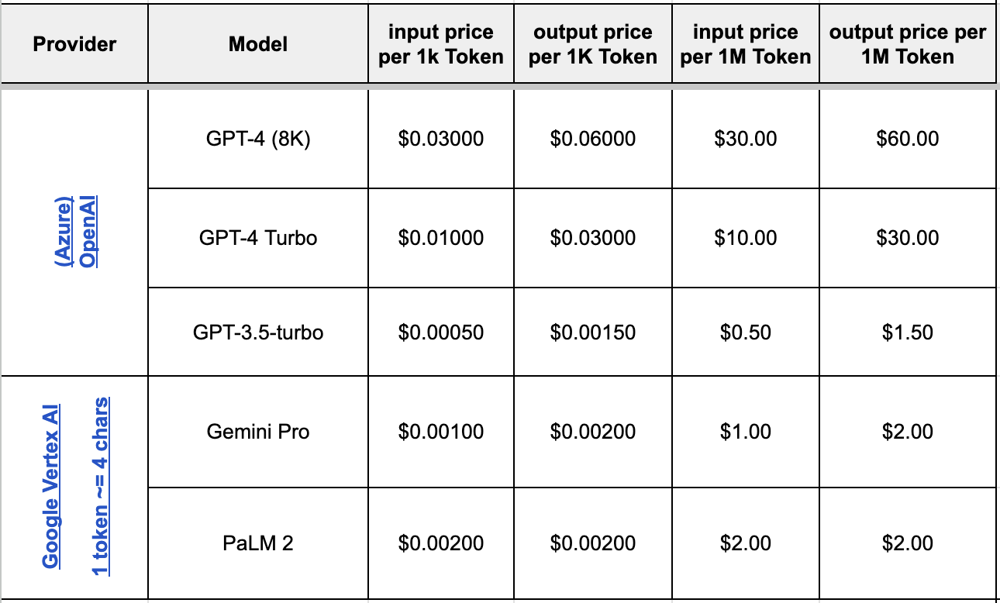 Provider
Model
input price
per 1k Token
output price
per 1K Token
input price
per 1M Token
output price per
1M Token
(Azure)
OpenAI
GPT-4 (8K)
$0.03000
$0.06000
$30.00
$60.00
GPT-4 Turbo
$0.01000
$0.03000
$10.00
$30.00
GPT-3.5-turbo
$0.00050
$0.00150
$0.50
$1.50
Google Vertex AI
1 token ~= 4 chars
Gemini Pro
$0.00100
$0.00200
$1.00
$2.00
PaLM 2
$0.00200
$0.00200
$2.00
$2.00